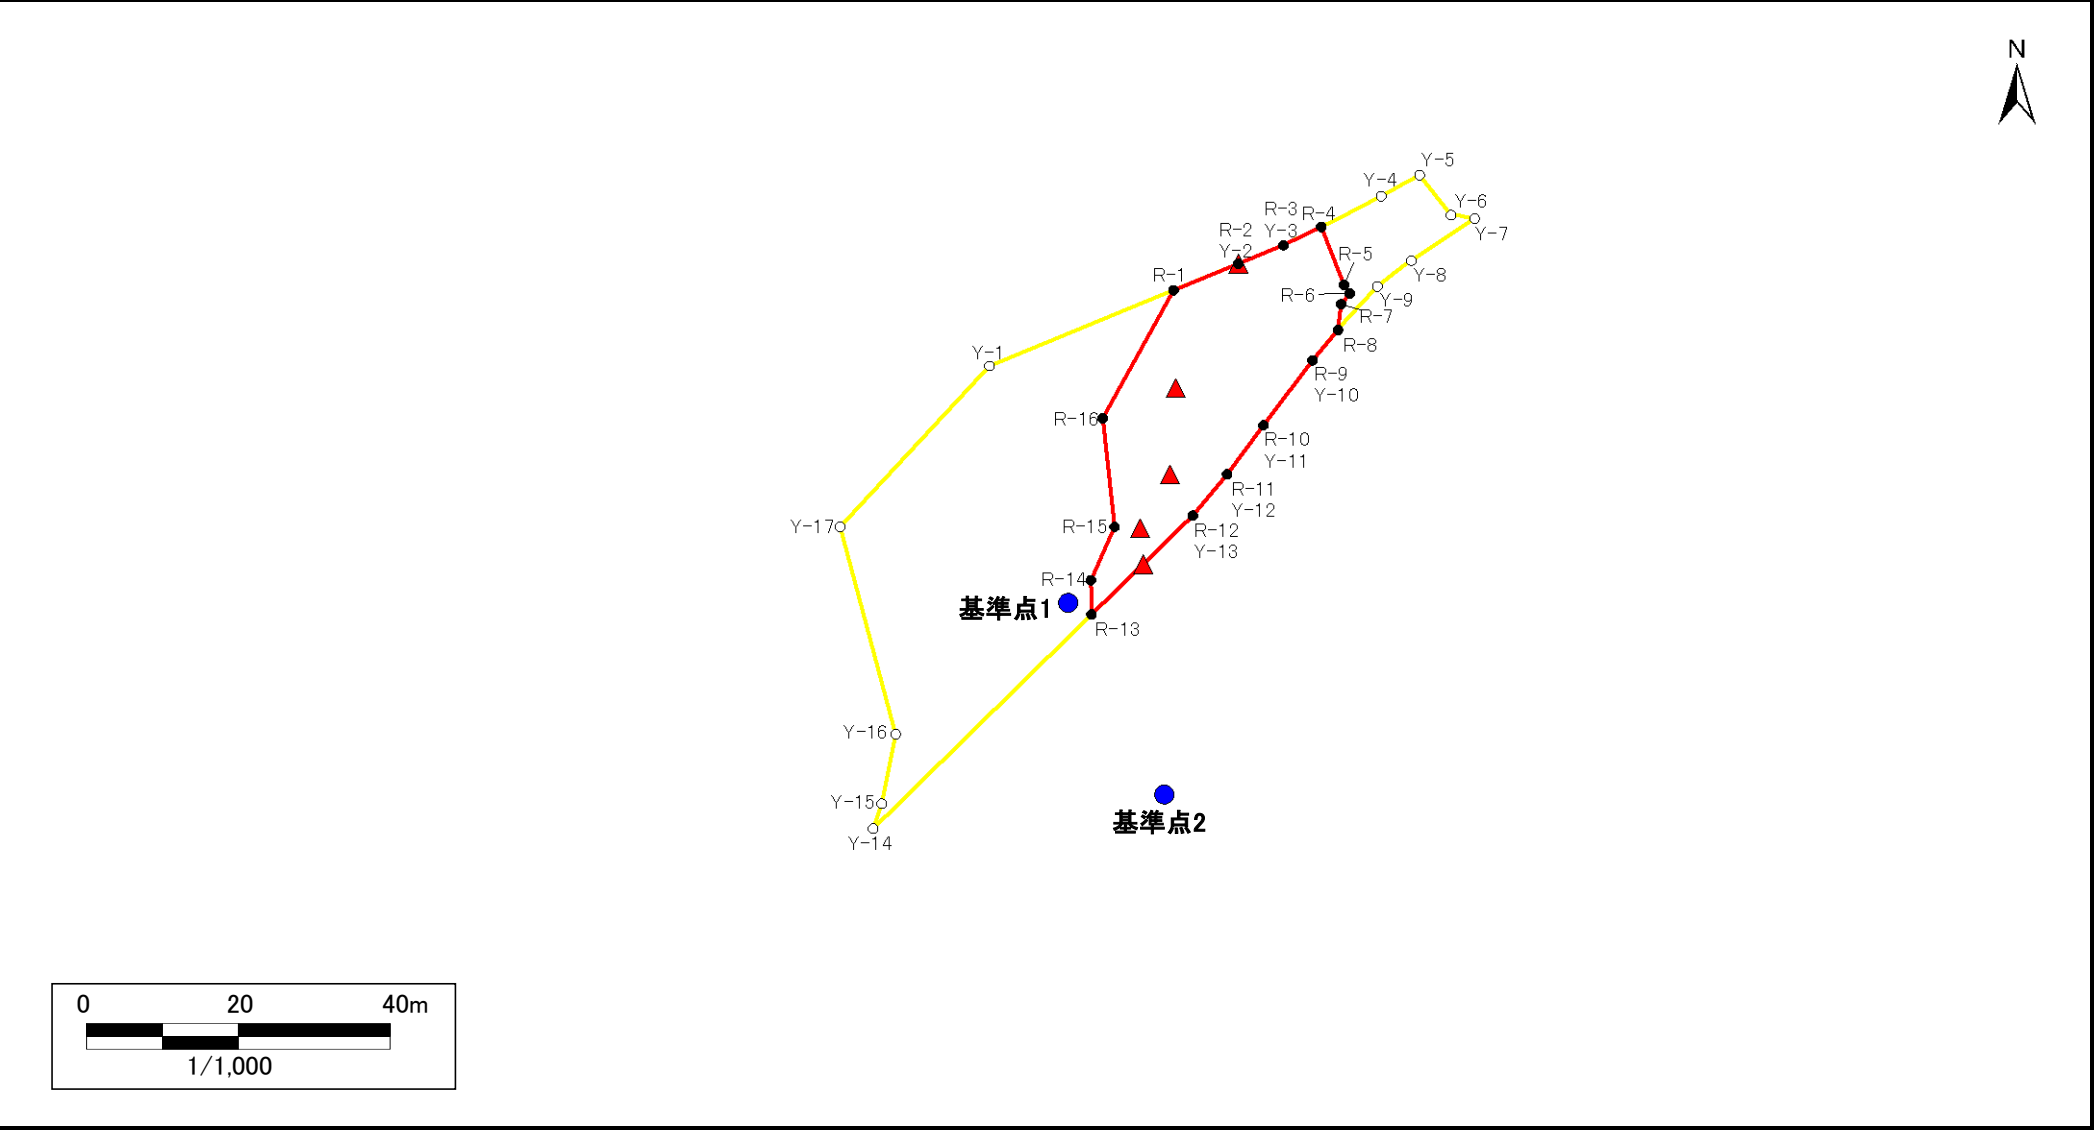 N
Y-5
Y-4
Y-6
R-3
R-4
Y-7
R-2
Y-3
Y-2
R-5
R-1
Y-8
R-6
Y-9
R-7
R-8
Y-1
R-9
Y-10
R-16
R-10
Y-11
R-11
Y-12
Y-17
R-15
R-12
Y-13
R-14
基準点1
R-13
Y-16
Y-15
基準点2
Y-14
0 20 40m
1/1,000